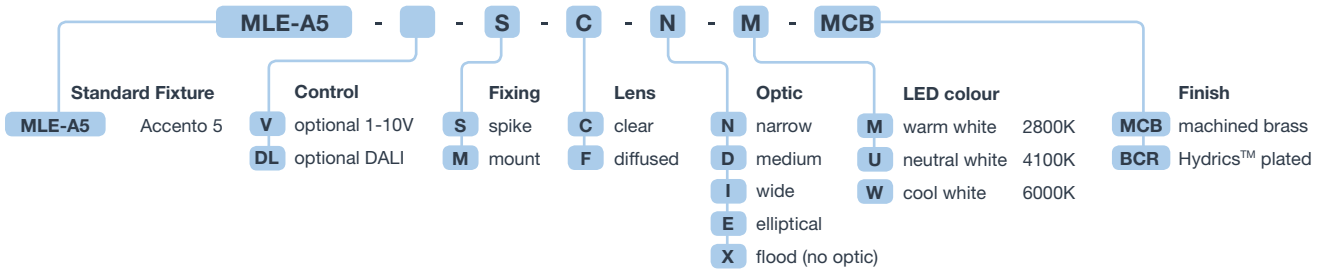 MLE-A5 - - S - C - N - M - MCB
Standard Fixture
MLE-A5 Accento 5
Control
V optional 1-10V
DL optional DALI
Fixing
S spike
M mount
Lens
C clear
F diffused
Optic
N narrow
D medium
I wide
E elliptical
X flood (no optic)
LED colour
M warm white 2800K
U neutral white 4100K
W cool white 6000K
Finish
MCB machined brass
BCR Hydrics™ plated